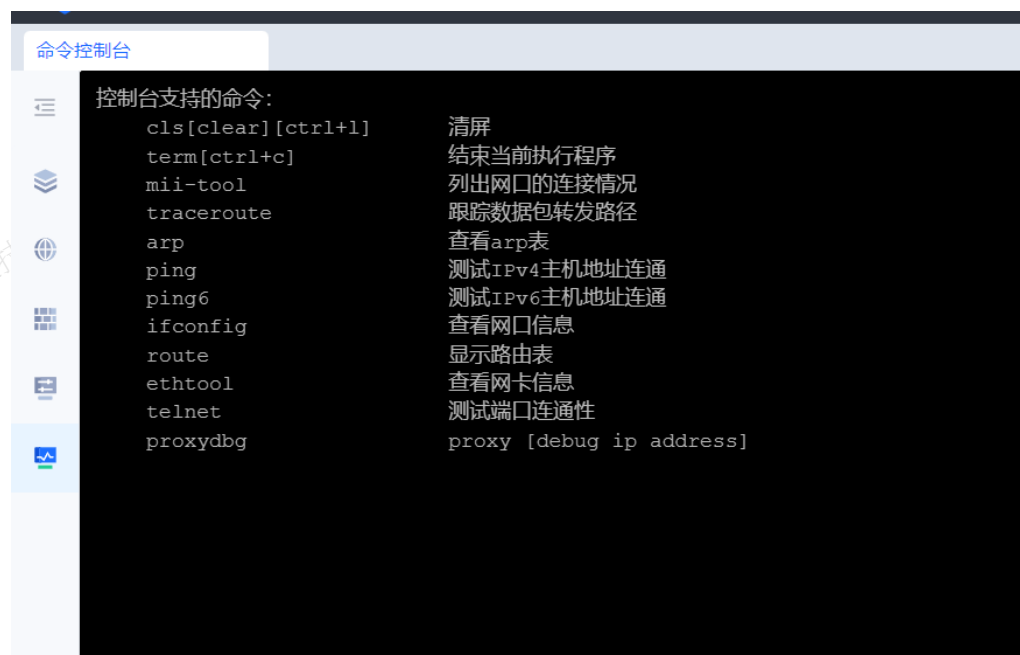 命令控制台
控制台支持的命令:
cls[clear][ctrl+l] 清屏
term[ctrl+c] 结束当前执行程序
mii-tool 列出网口的连接情况
traceroute 跟踪数据包转发路径
arp 查看arp表
ping 测试IPv4主机地址连通
ping6 测试IPv6主机地址连通
ifconfig 查看网口信息
route 显示路由表
ethtool 查看网卡信息
telnet 测试端口连通性
proxydbg proxy [debug ip address]